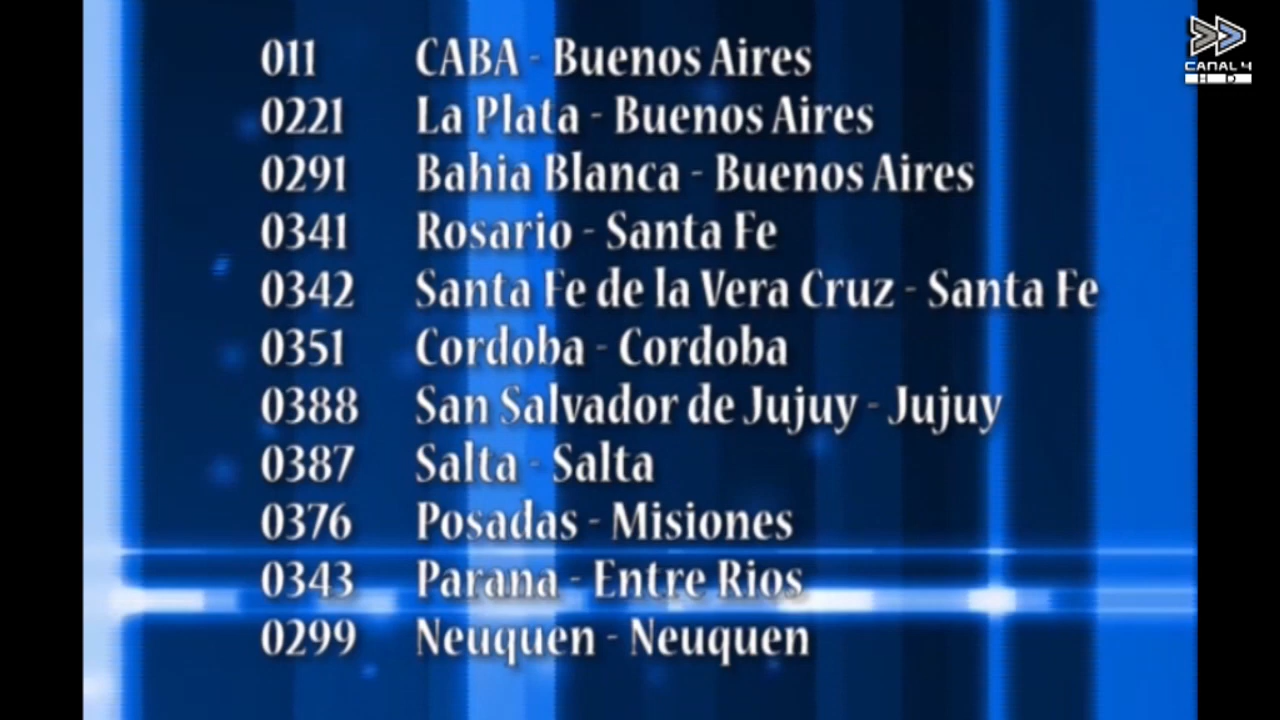 011 CABA - Buenos Aires
0221 La Plata - Buenos Aires
0291 Bahia Blanca - Buenos Aires
0341 Rosario - Santa Fe
0342 Santa Fe de la Vera Cruz - Santa Fe
0351 Cordoba - Cordoba
0388 San Salvador de Jujuy - Jujuy
0387 Salta - Salta
0376 Posadas - Misiones
0343 Parana - Entre Rios
0299 Neuquen - Neuquen
CANAL 4
HD